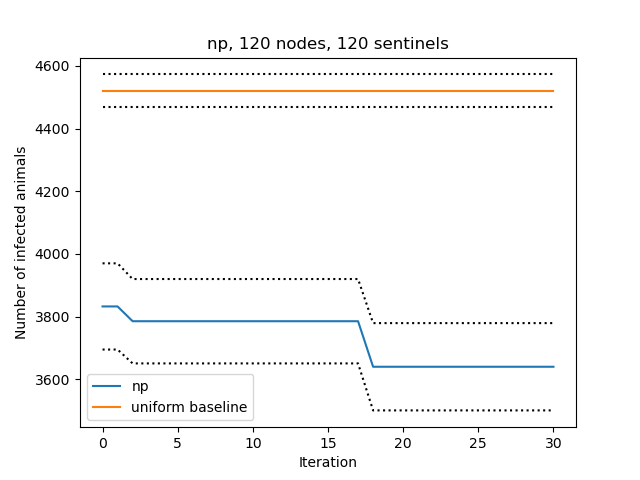 np, 120 nodes, 120 sentinels
Number of infected animals
4600
4400
4200
4000
3800
3600
np
uniform baseline
0 5 10 15 20 25 30
Iteration